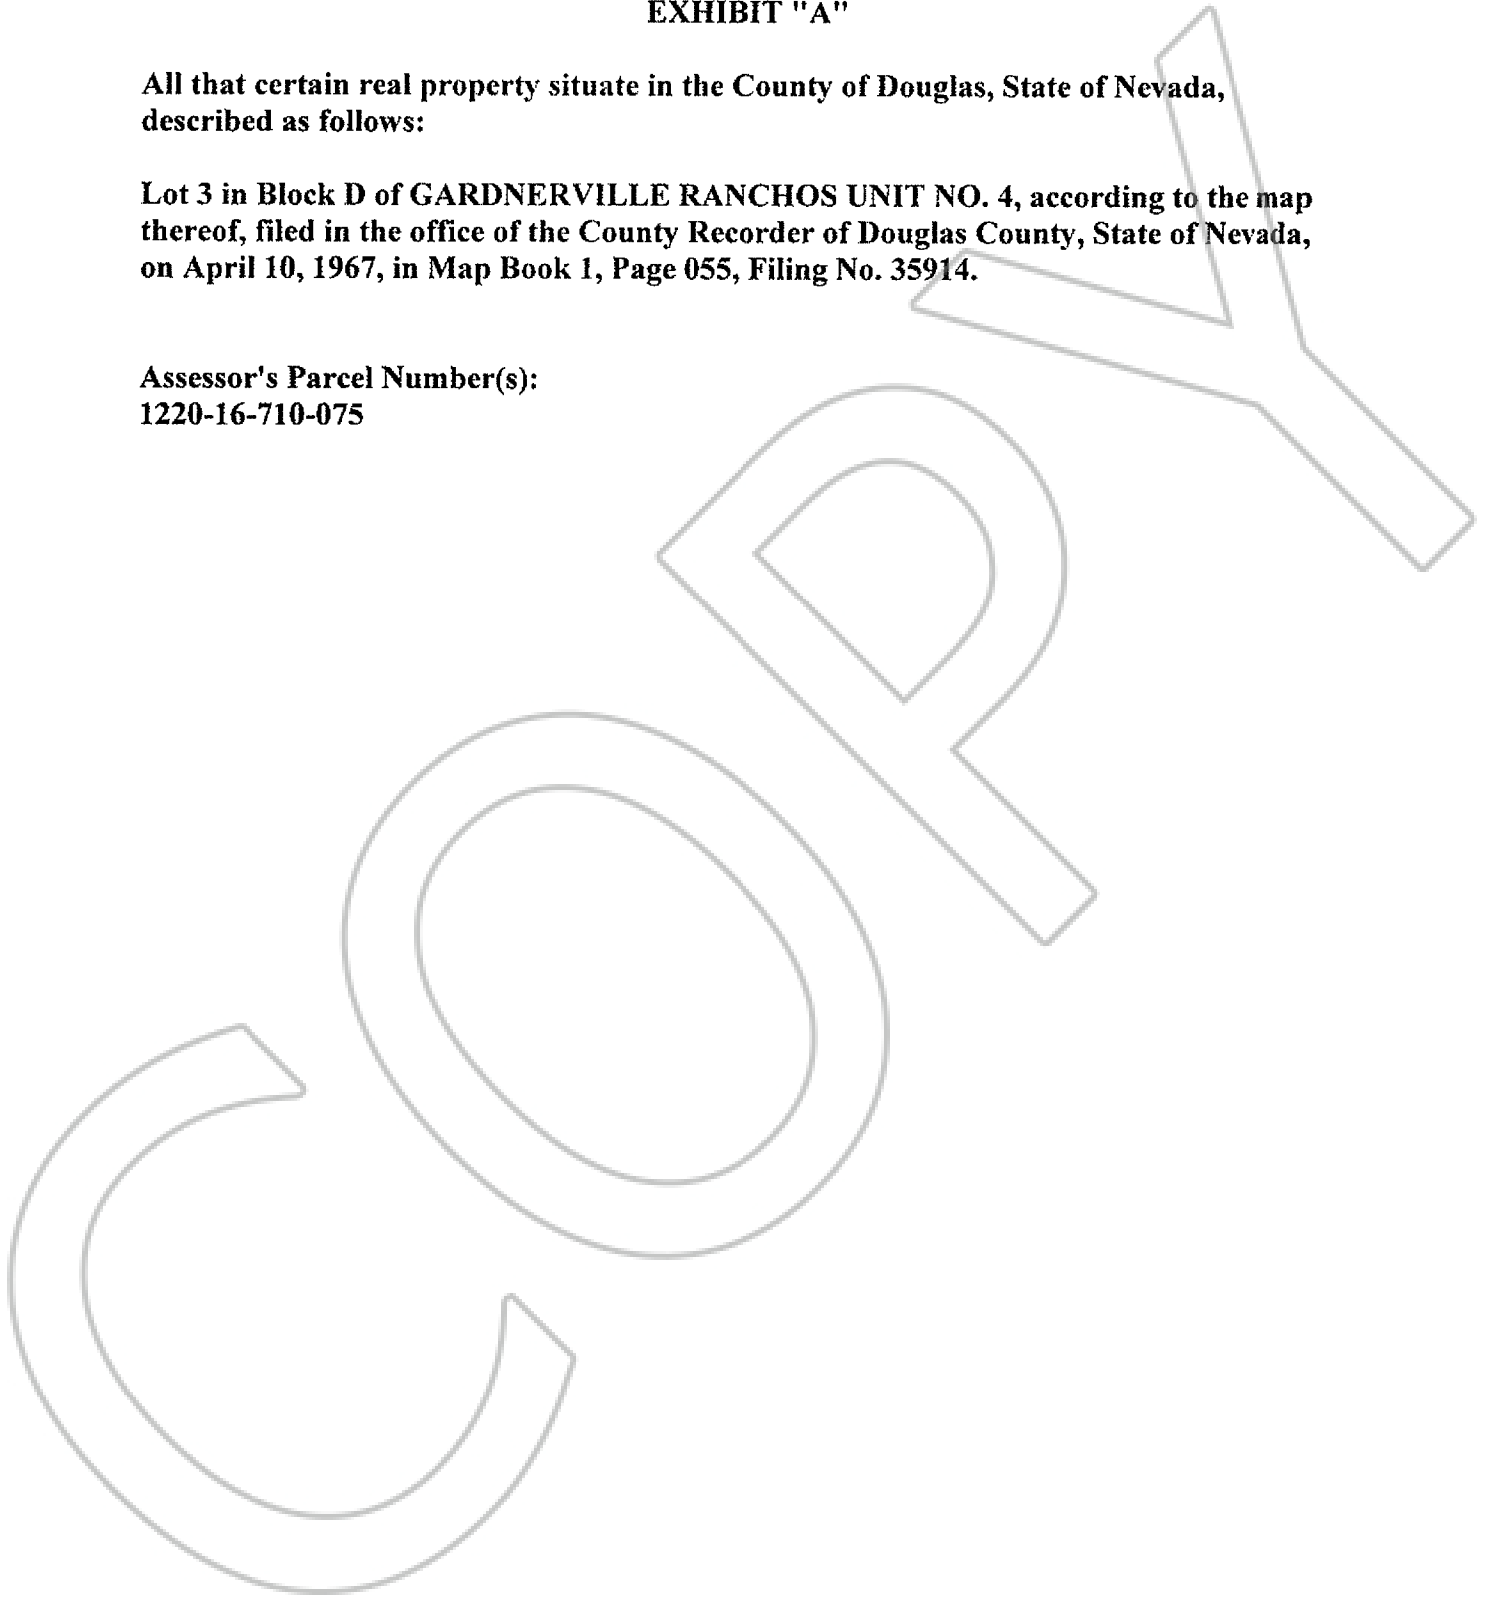 EXHIBIT "A"
All that certain real property situate in the County of Douglas, State of Nevada,
described as follows:
Lot 3 in Block D of GARDNERVILLE RANCHOS UNIT NO. 4, according to the map
thereof, filed in the office of the County Recorder of Douglas County, State of Nevada,
on April 10, 1967, in Map Book 1, Page 055, Filing No. 35914.
Assessor's Parcel Number(s):
1220-16-710-075
COPY